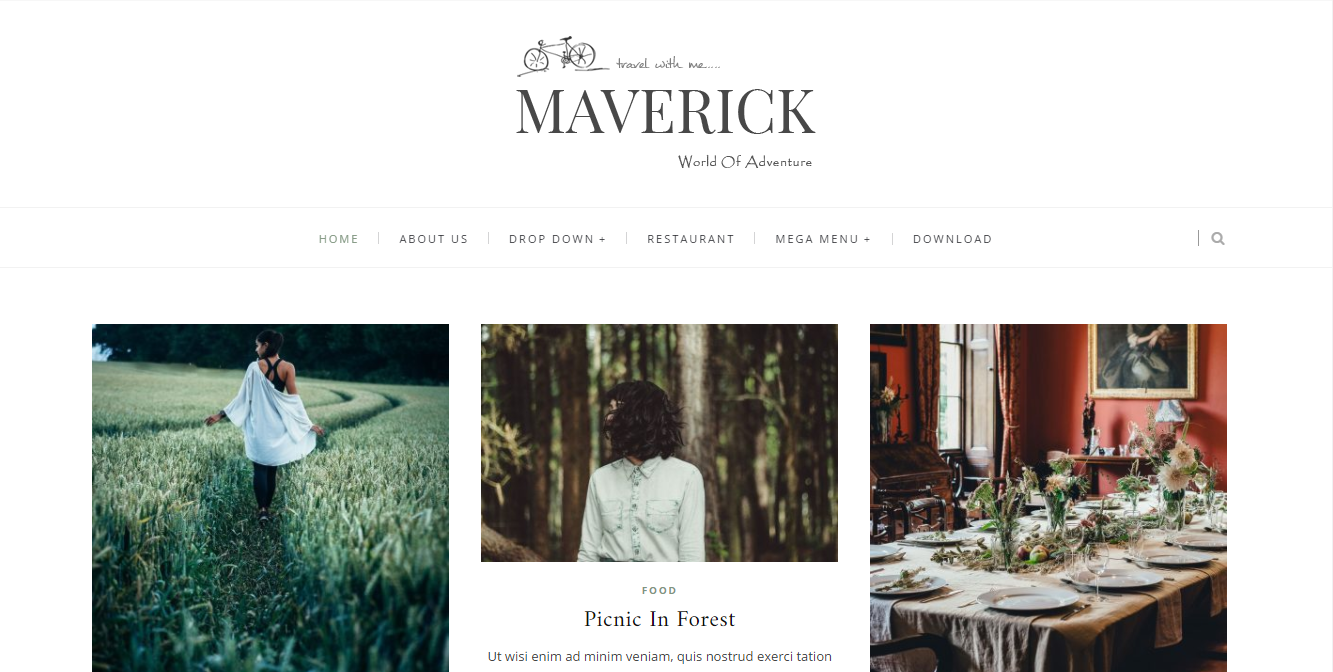 travel with me.....
MAVERICK
World Of Adventure
HOME
ABOUT US
DROP DOWN +
RESTAURANT
MEGA MENU +
DOWNLOAD
FOOD
Picnic In Forest
Ut wisi enim ad minim veniam, quis nostrud exerci tation